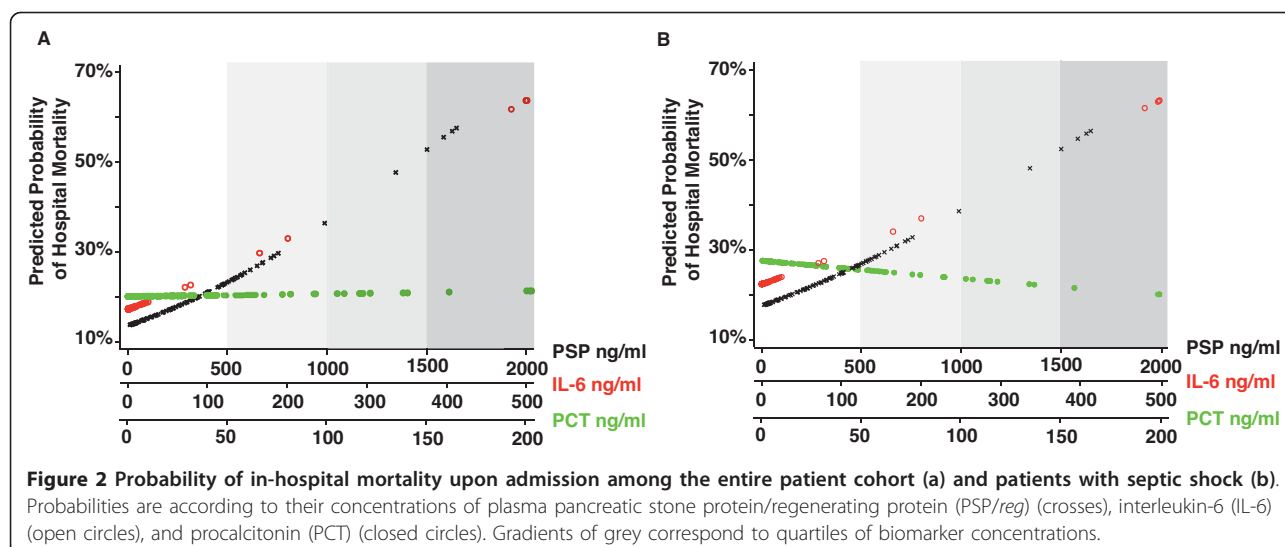 A
B
70%
50%
30%
10%
Predicted Probability
of Hospital Mortality
0 500 1000 1500 2000
PSP ng/ml
0 100 200 300 400 500
IL-6 ng/ml
0 50 100 150 200
PCT ng/ml
70%
50%
30%
10%
Predicted Probability
of Hospital Mortality
0 500 1000 1500 2000
PSP ng/ml
0 100 200 300 400 500
IL-6 ng/ml
0 50 100 150 200
PCT ng/ml
Figure 2 Probability of in-hospital mortality upon admission among the entire patient cohort (a) and patients with septic shock (b).
Probabilities are according to their concentrations of plasma pancreatic stone protein/regenerating protein (PSP/reg) (crosses), interleukin-6 (IL-6)
(open circles), and procalcitonin (PCT) (closed circles). Gradients of grey correspond to quartiles of biomarker concentrations.